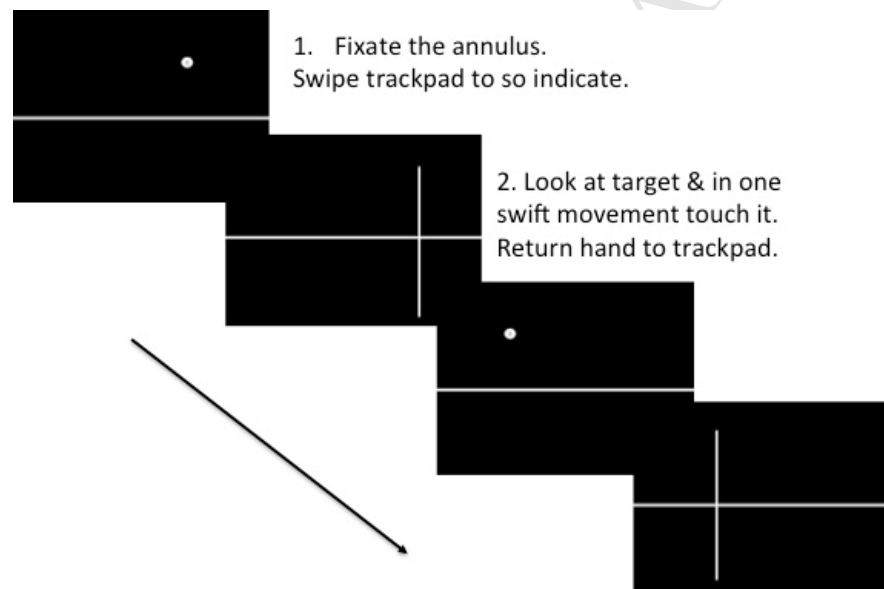 1. Fixate the annulus.
Swipe trackpad to so indicate.
2. Look at target & in one
swift movement touch it.
Return hand to trackpad.